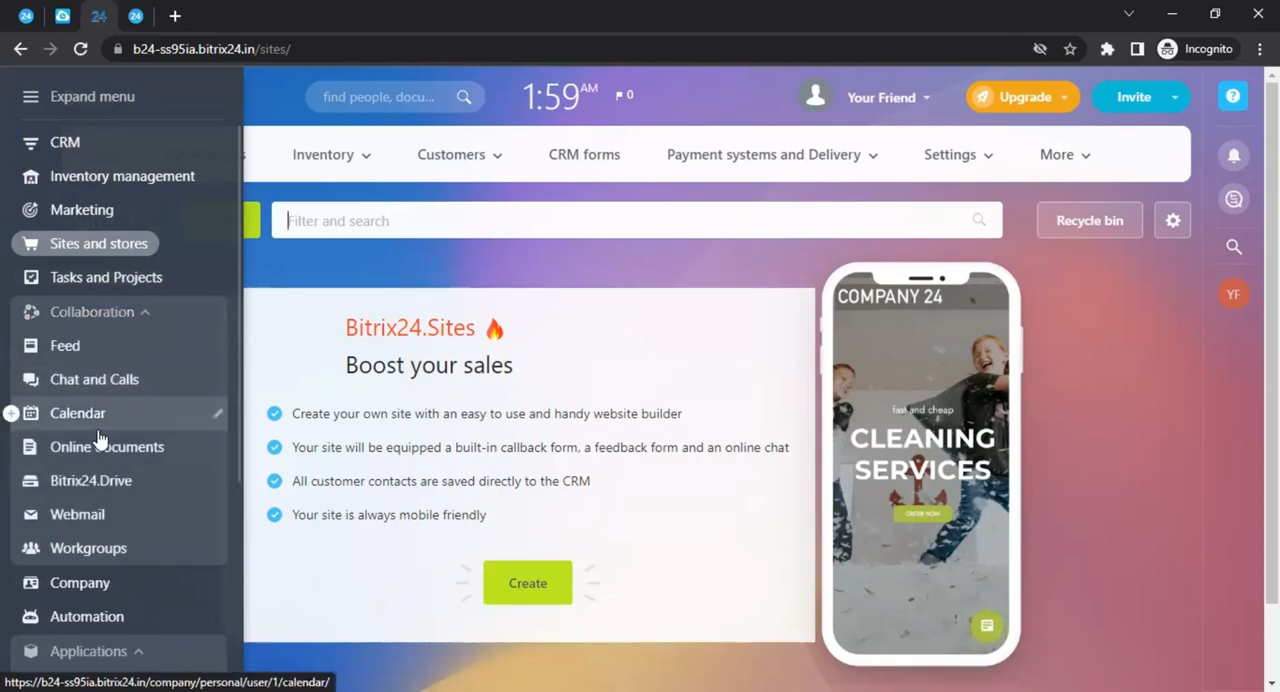 24
24
24
b24-ss95ia.bitrix24.in/sites/
Incognito
Expand menu
find people, docu...
1:59 AM
0
Your Friend
Upgrade
Invite
?
CRM
Inventory management
Marketing
Sites and stores
Tasks and Projects
Collaboration
Feed
Chat and Calls
Calendar
Online Documents
Bitrix24.Drive
Webmail
Workgroups
Company
Automation
Applications
s
Inventory
Customers
CRM forms
Payment systems and Delivery
Settings
More
Filter and search
Recycle bin
YF
Bitrix24.Sites
Boost your sales
Create your own site with an easy to use and handy website builder
Your site will be equipped a built-in callback form, a feedback form and an online chat
All customer contacts are saved directly to the CRM
Your site is always mobile friendly
Create
COMPANY 24
fast and cheap
CLEANING
SERVICES
ORDER NOW
https://b24-ss95ia.bitrix24.in/company/personal/user/1/calendar/